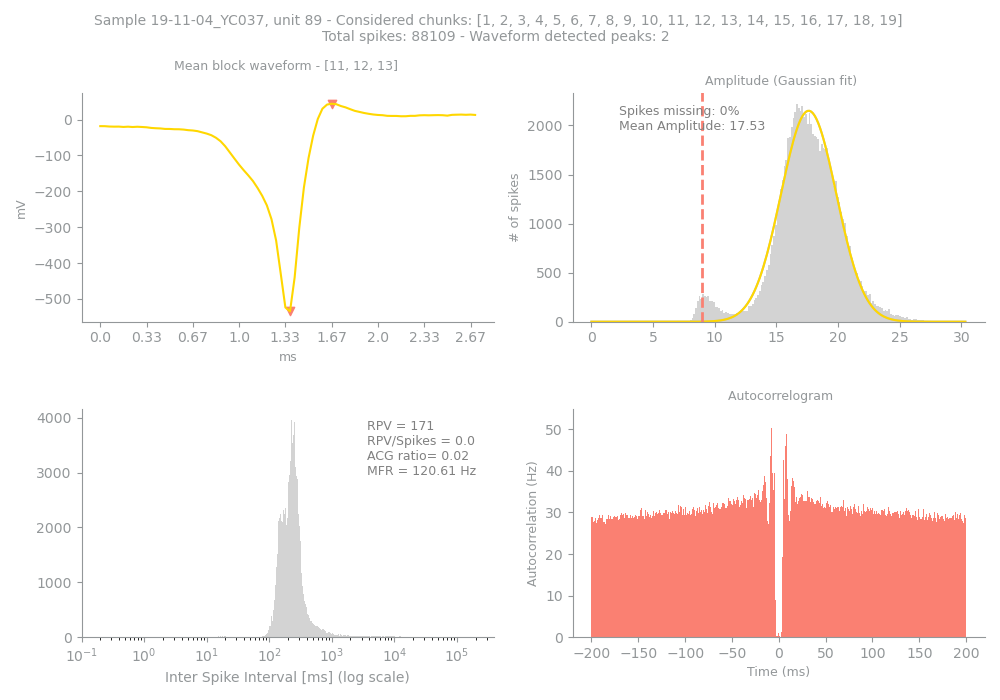 Sample 19-11-04_YC037, unit 89 - Considered chunks: [1, 2, 3, 4, 5, 6, 7, 8, 9, 10, 11, 12, 13, 14, 15, 16, 17, 18, 19]
Total spikes: 88109 - Waveform detected peaks: 2
Mean block waveform - [11, 12, 13]
mV
0
−100
−200
−300
−400
−500
0.0 0.33 0.67 1.0 1.33 1.67 2.0 2.33 2.67
ms
Amplitude (Gaussian fit)
Spikes missing: 0%
Mean Amplitude: 17.53
# of spikes
2000
1500
1000
500
0
0 5 10 15 20 25 30
4000
3000
2000
1000
0
RPV = 171
RPV/Spikes = 0.0
ACG ratio= 0.02
MFR = 120.61 Hz
10−1 100 101 102 103 104 105
Inter Spike Interval [ms] (log scale)
Autocorrelogram
Autocorrelation (Hz)
50
40
30
20
10
0
−200 −150 −100 −50 0 50 100 150 200
Time (ms)